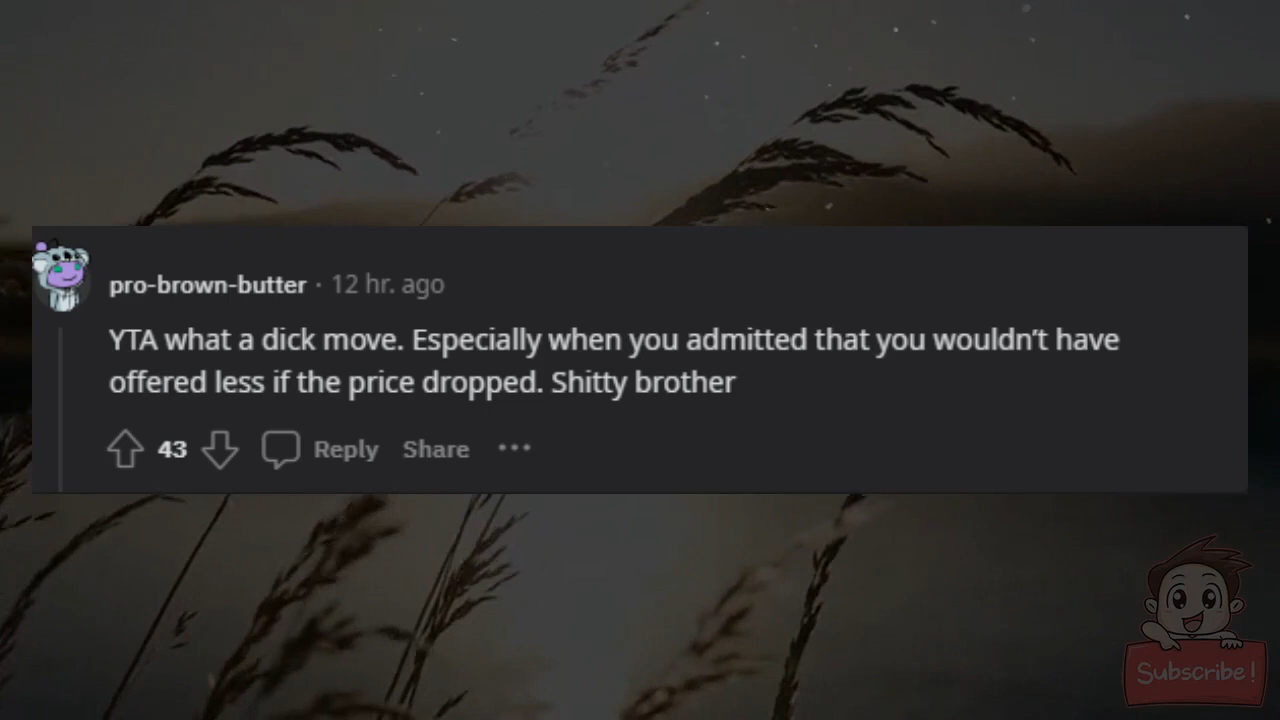 pro-brown-butter · 12 hr. ago
YTA what a dick move. Especially when you admitted that you wouldn’t have
offered less if the price dropped. Shitty brother
43 Reply Share ···
Subscribe!